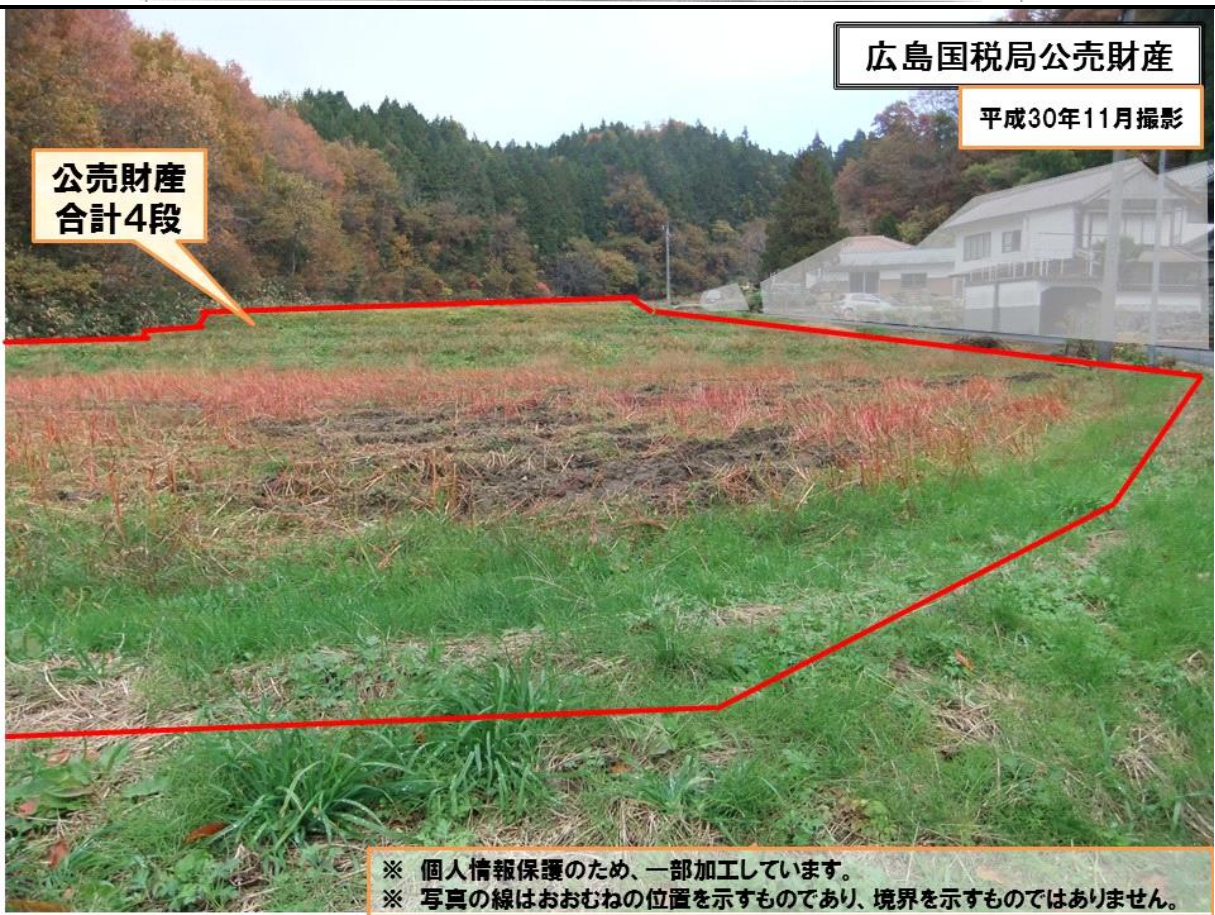 広島国税局公売財産
平成30年11月撮影
公売財産
合計4段
※ 個人情報保護のため、一部加工しています。
※ 写真の線はおおむねの位置を示すものであり、境界を示すものではありません。